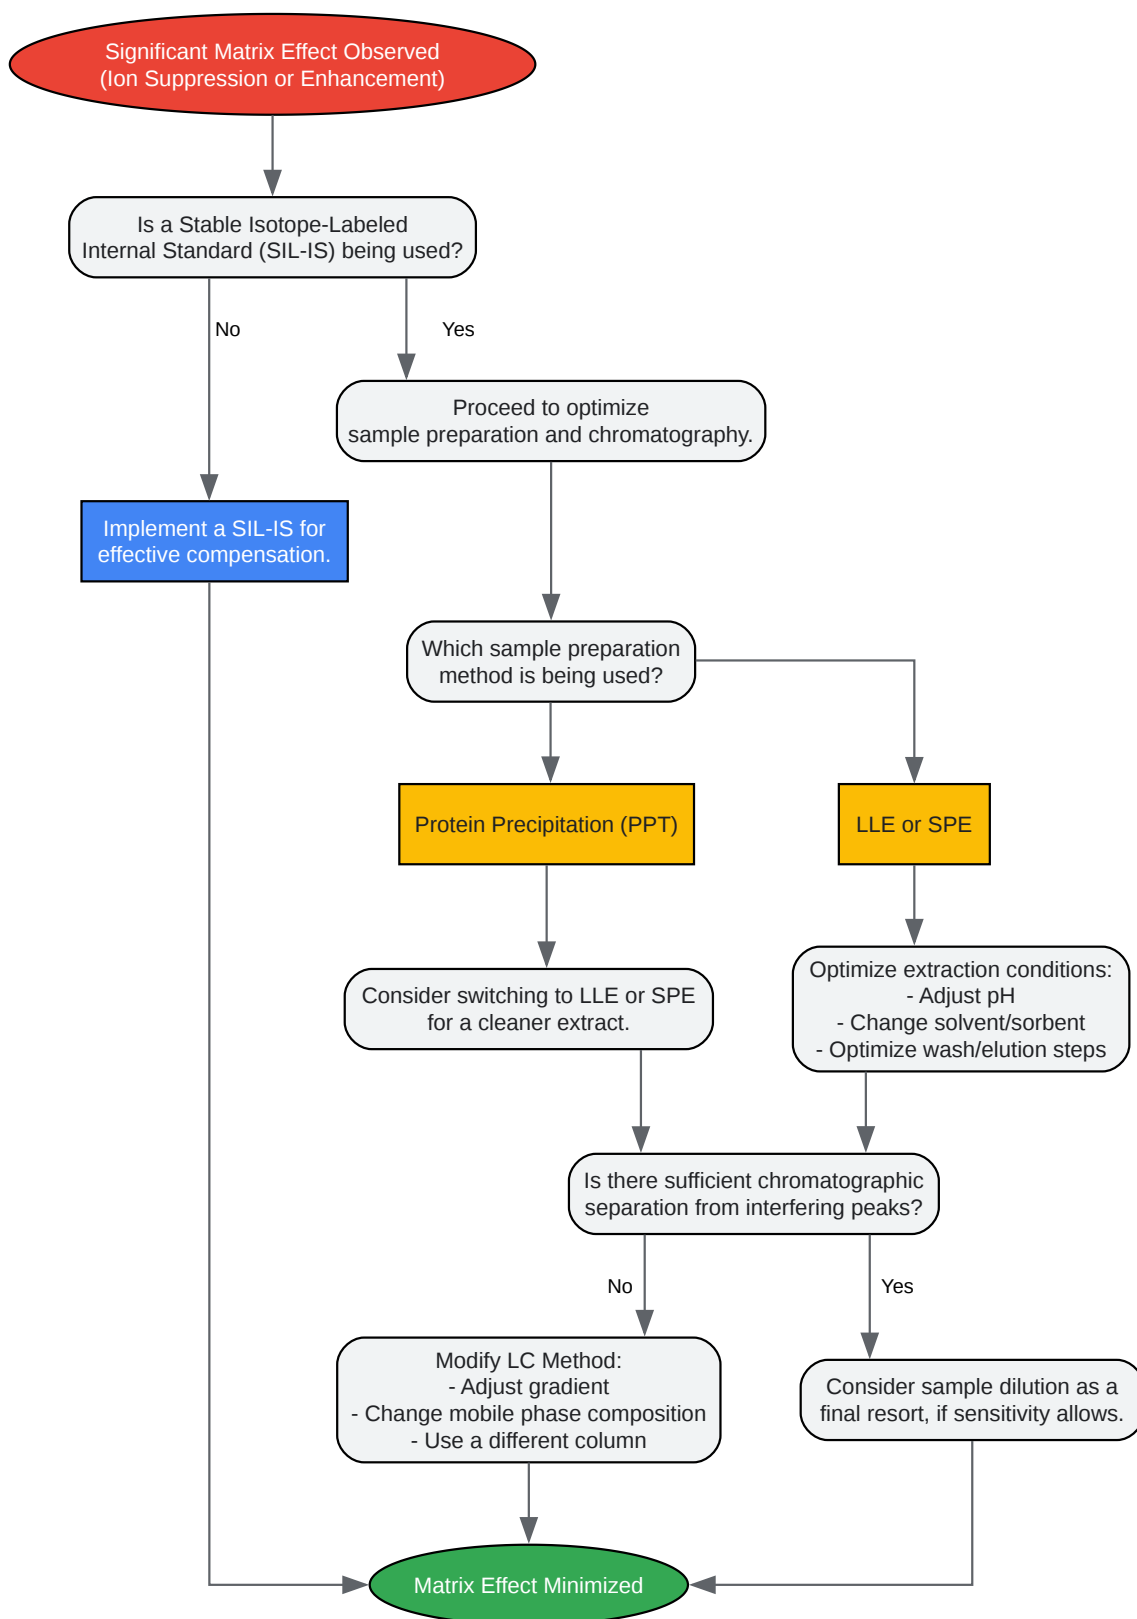 Significant Matrix Effect Observed
(Ion Suppression or Enhancement)
Is a Stable Isotope-Labeled
Internal Standard (SIL-IS) being used?
No
Yes
Proceed to optimize
sample preparation and chromatography.
Implement a SIL-IS for
effective compensation.
Which sample preparation
method is being used?
Protein Precipitation (PPT)
LLE or SPE
Consider switching to LLE or SPE
for a cleaner extract.
Optimize extraction conditions:
- Adjust pH
- Change solvent/sorbent
- Optimize wash/elution steps
Is there sufficient chromatographic
separation from interfering peaks?
No
Yes
Modify LC Method:
- Adjust gradient
- Change mobile phase composition
- Use a different column
Consider sample dilution as a
final resort, if sensitivity allows.
Matrix Effect Minimized